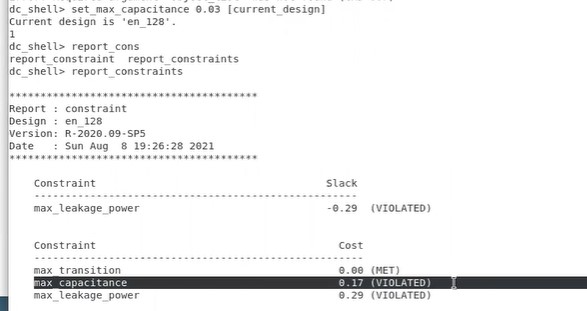 dc_shell> set_max_capacitance 0.03 [current_design]
Current design is 'en_128'.
1
dc_shell> report_cons
report_constraint  report_constraints
dc_shell> report_constraints
****************************************
Report : constraint
Design : en_128
Version: R-2020.09-SP5
Date   : Sun Aug  8 19:26:28 2021
****************************************
Constraint                                       Slack
max_leakage_power                                -0.29  (VIOLATED)
Constraint                                         Cost
max_transition                                     0.00 (MET)
max_capacitance                                    0.17 (VIOLATED)
max_leakage_power                                  0.29 (VIOLATED)